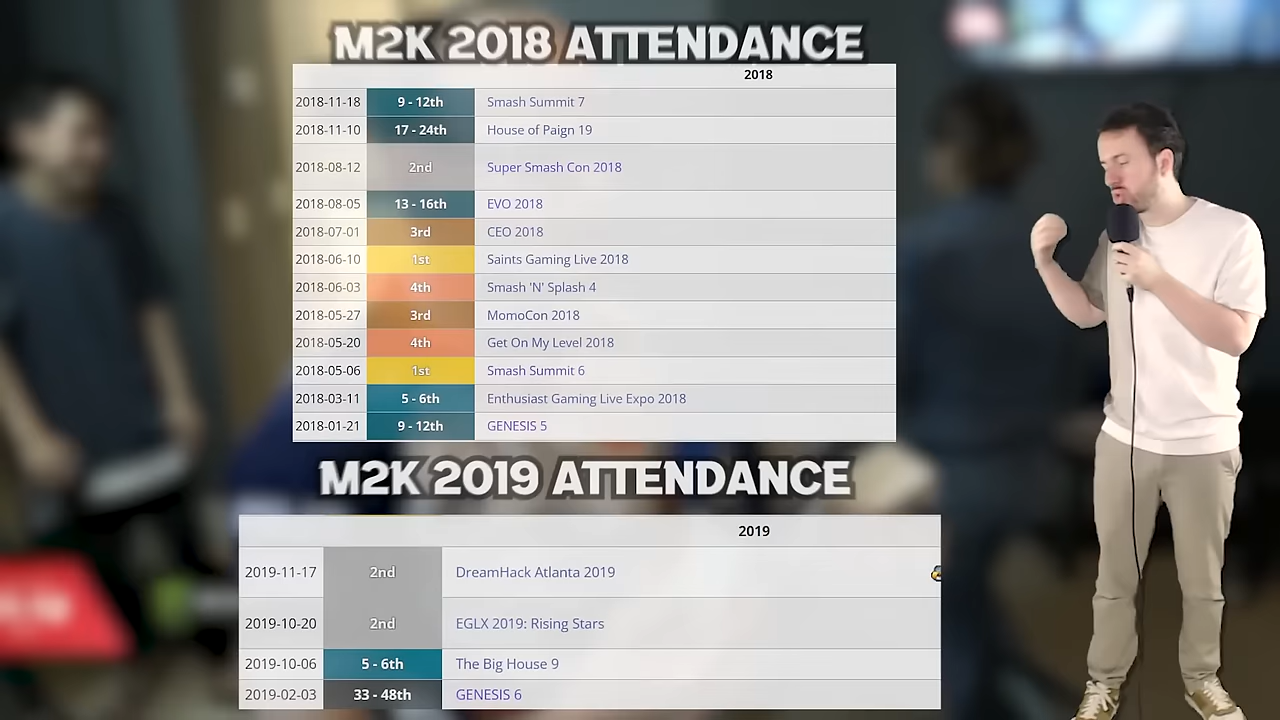 M2K 2018 ATTENDANCE
2018
2018-11-18 9 - 12th Smash Summit 7
2018-11-10 17 - 24th House of Paign 19
2018-08-12 2nd Super Smash Con 2018
2018-08-05 13 - 16th EVO 2018
2018-07-01 3rd CEO 2018
2018-06-10 1st Saints Gaming Live 2018
2018-06-03 4th Smash 'N' Splash 4
2018-05-27 3rd MomoCon 2018
2018-05-20 4th Get On My Level 2018
2018-05-06 1st Smash Summit 6
2018-03-11 5 - 6th Enthusiast Gaming Live Expo 2018
2018-01-21 9 - 12th GENESIS 5
M2K 2019 ATTENDANCE
2019
2019-11-17 2nd DreamHack Atlanta 2019
2019-10-20 2nd EGLX 2019: Rising Stars
2019-10-06 5 - 6th The Big House 9
2019-02-03 33 - 48th GENESIS 6